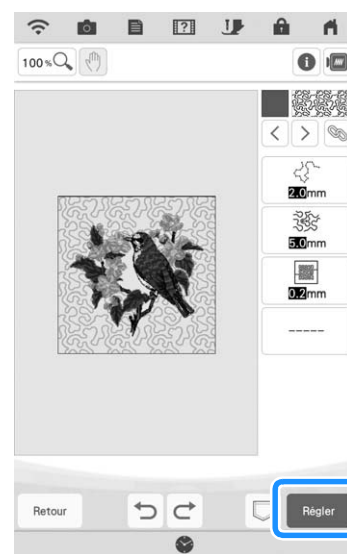 100 %
2.0mm
5.0mm
0.2mm
-----
Retour
Régler